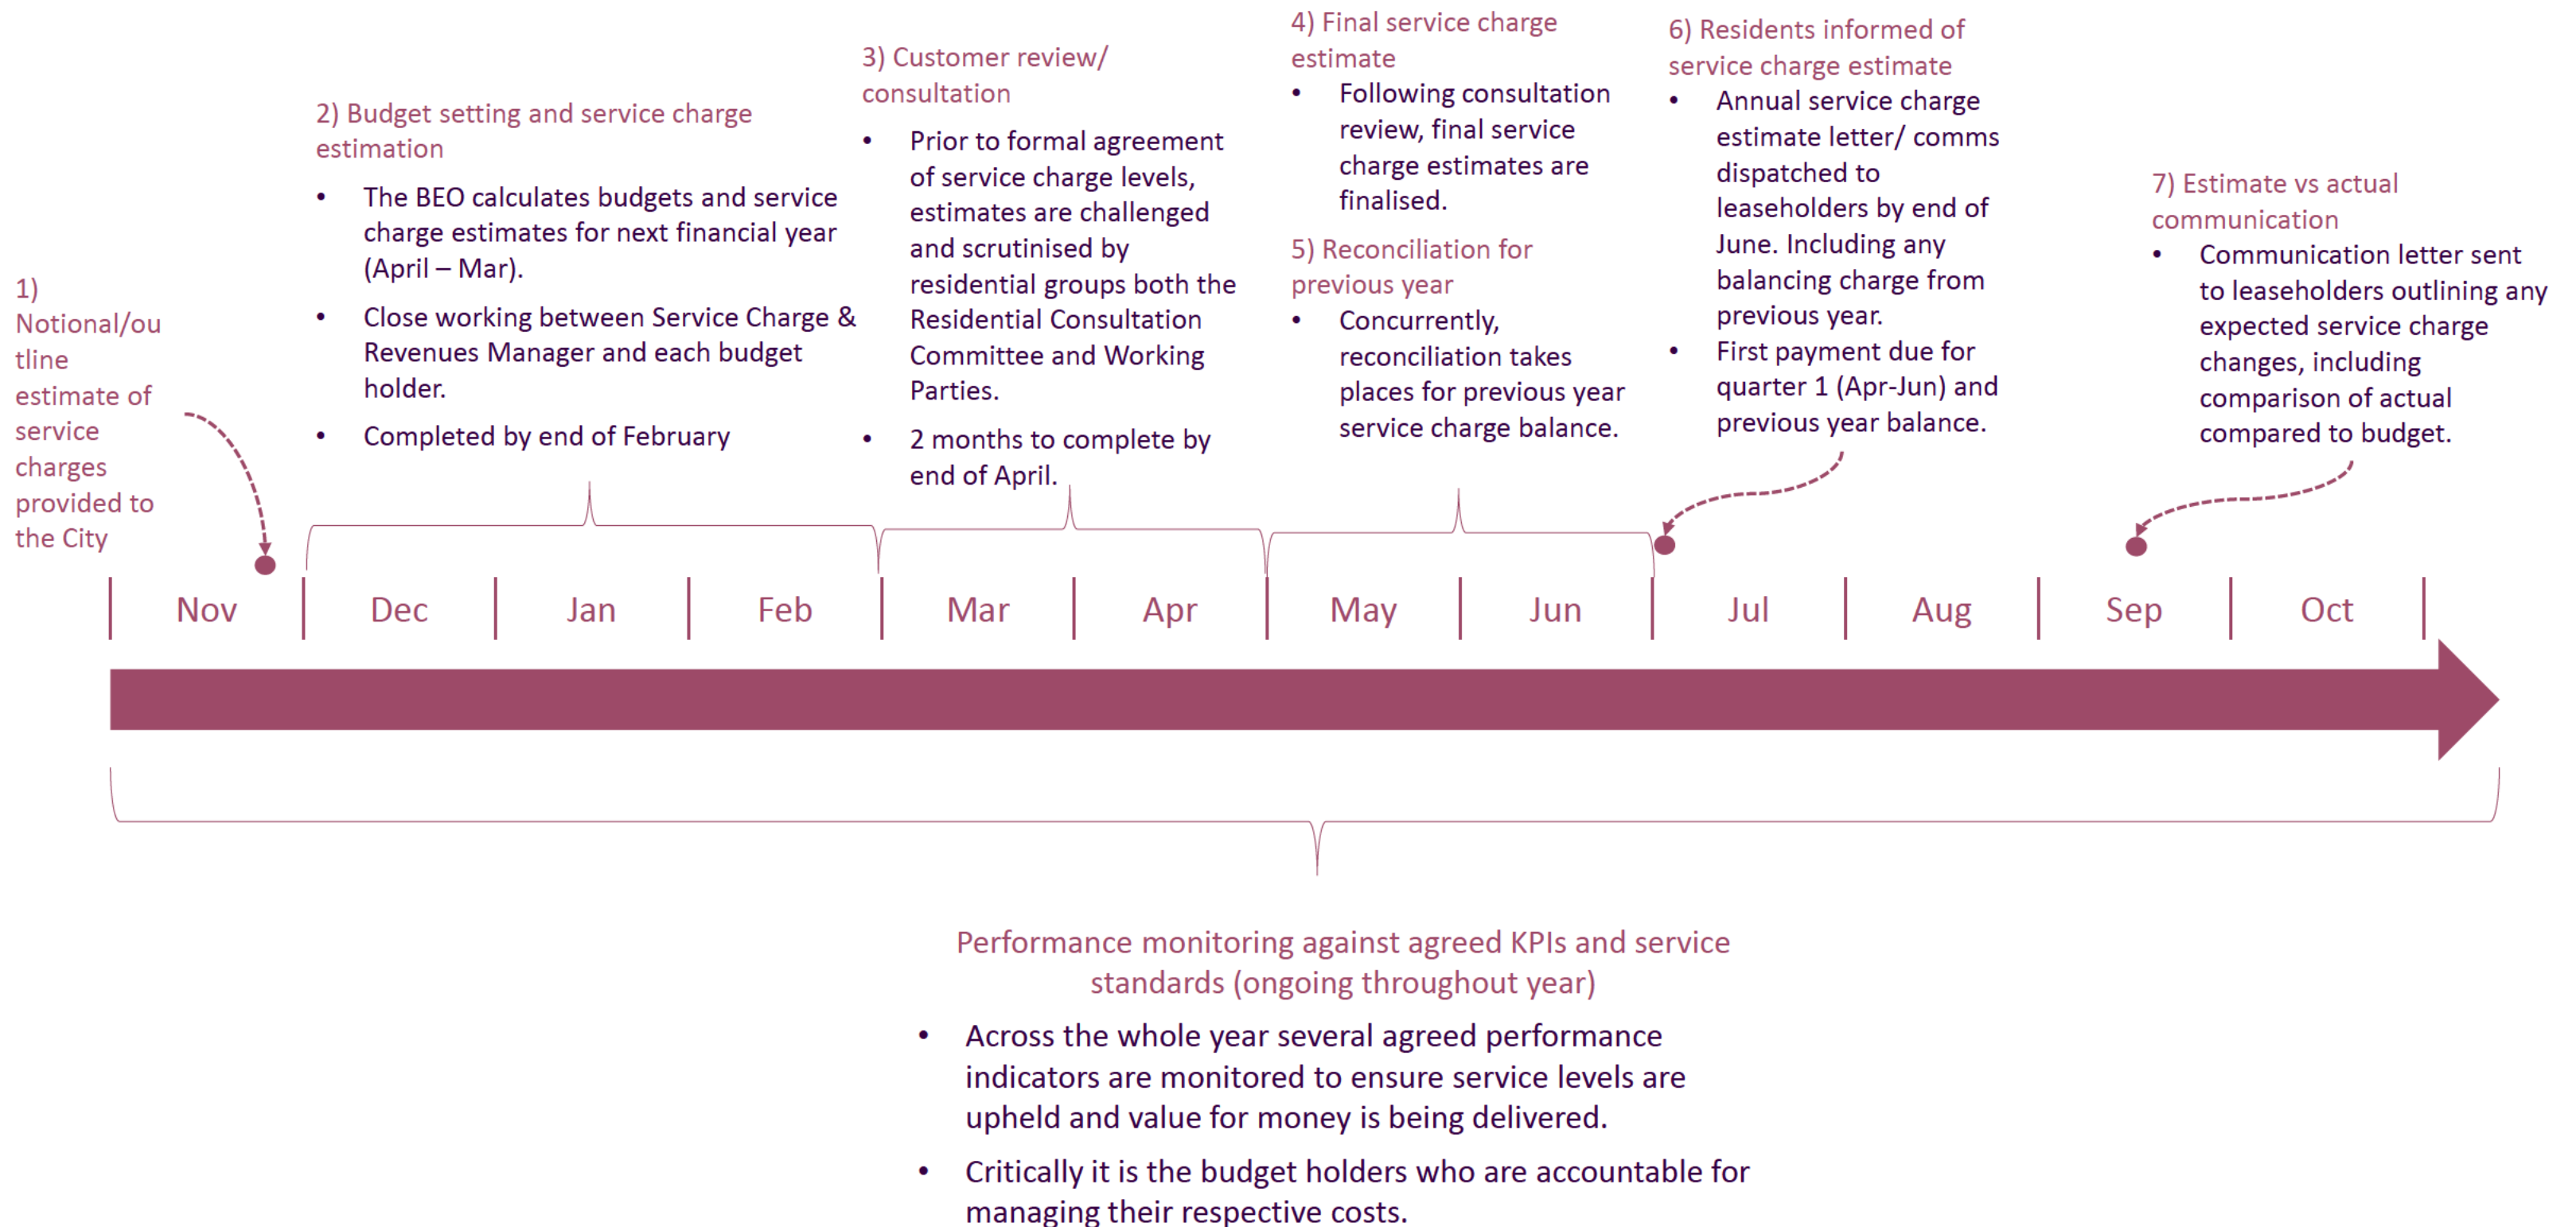 1)
Notional/ou
tline
estimate of
service
charges
provided to
the City
2) Budget setting and service charge
estimation
• The BEO calculates budgets and service
charge estimates for next financial year
(April – Mar).
• Close working between Service Charge &
Revenues Manager and each budget
holder.
• Completed by end of February
3) Customer review/
consultation
• Prior to formal agreement
of service charge levels,
estimates are challenged
and scrutinised by
residential groups both the
Residential Consultation
Committee and Working
Parties.
• 2 months to complete by
end of April.
4) Final service charge
estimate
• Following consultation
review, final service
charge estimates are
finalised.
5) Reconciliation for
previous year
• Concurrently,
reconciliation takes
places for previous year
service charge balance.
6) Residents informed of
service charge estimate
• Annual service charge
estimate letter/ comms
dispatched to
leaseholders by end of
June. Including any
balancing charge from
previous year.
• First payment due for
quarter 1 (Apr-Jun) and
previous year balance.
7) Estimate vs actual
communication
• Communication letter sent
to leaseholders outlining any
expected service charge
changes, including
comparison of actual
compared to budget.
Nov Dec Jan Feb Mar Apr May Jun Jul Aug Sep Oct
Performance monitoring against agreed KPIs and service
standards (ongoing throughout year)
• Across the whole year several agreed performance
indicators are monitored to ensure service levels are
upheld and value for money is being delivered.
• Critically it is the budget holders who are accountable for
managing their respective costs.